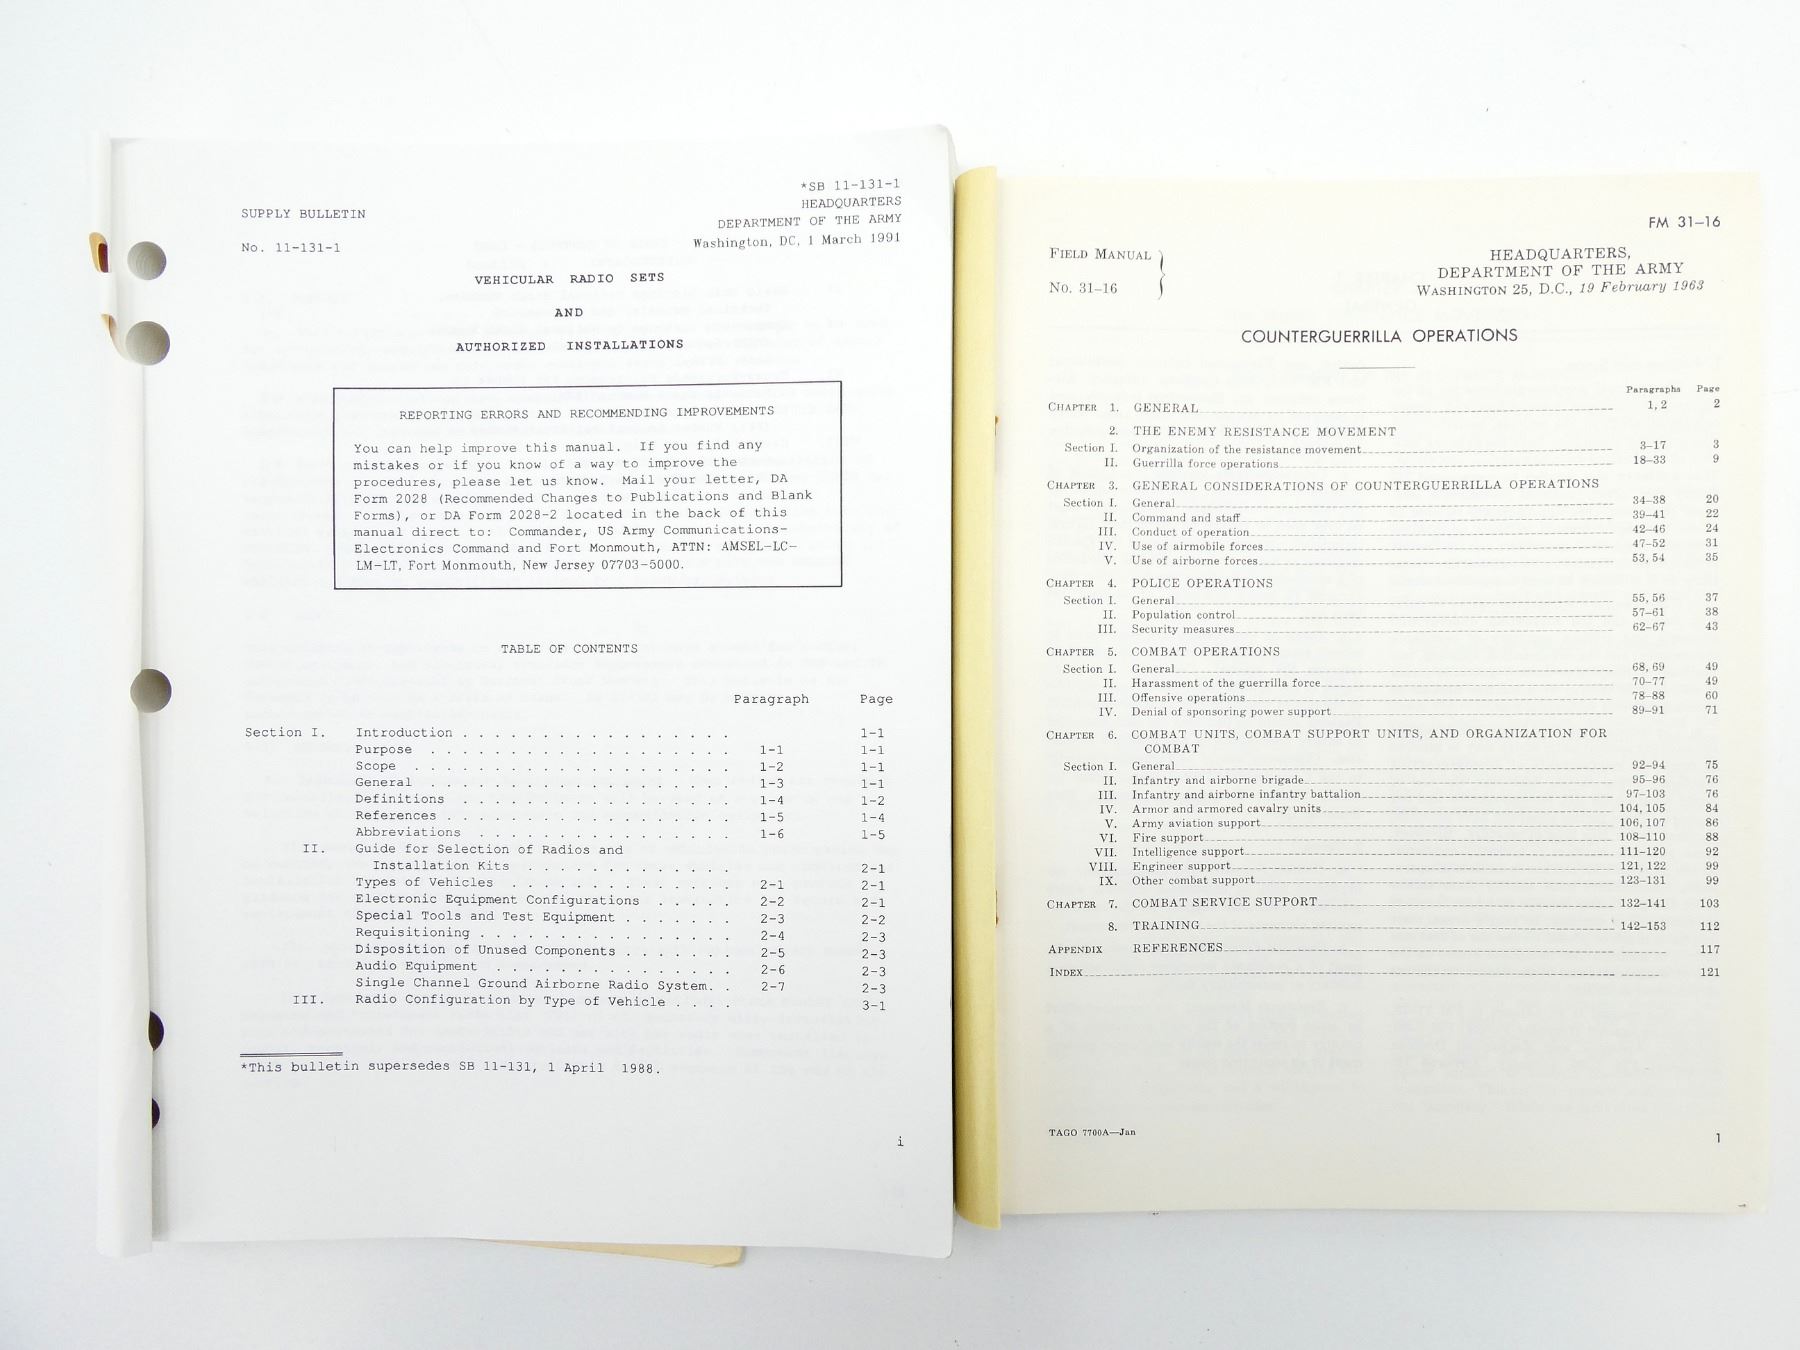 *SB 11-131-1
SUPPLY BULLETIN HEADQUARTERS
DEPARTMENT OF THE ARMY
No. 11-131-1 Washington, DC, 1 March 1991
VEHICULAR RADIO SETS
AND
AUTHORIZED INSTALLATIONS
REPORTING ERRORS AND RECOMMENDING IMPROVEMENTS
You can help improve this manual. If you find any
mistakes or if you know of a way to improve the
procedures, please let us know. Mail your letter, DA
Form 2028 (Recommended Changes to Publications and Blank
Forms), or DA Form 2028-2 located in the back of this
manual direct to: Commander, US Army Communications-
Electronics Command and Fort Monmouth, ATTN: AMSEL-LC-
LM-LT, Fort Monmouth, New Jersey 07703-5000.
TABLE OF CONTENTS
Paragraph Page
Section I. Introduction . . . . . . . . . . . . . . . . . 1-1
Purpose . . . . . . . . . . . . . . . . . . . 1-1 1-1
Scope . . . . . . . . . . . . . . . . . . . . 1-2 1-1
General . . . . . . . . . . . . . . . . . . . 1-3 1-1
Definitions . . . . . . . . . . . . . . . . . 1-4 1-2
References . . . . . . . . . . . . . . . . . . 1-5 1-4
Abbreviations . . . . . . . . . . . . . . . . 1-6 1-5
II. Guide for Selection of Radios and
Installation Kits . . . . . . . . . . . . . 2-1
Types of Vehicles . . . . . . . . . . . . . . 2-1 2-1
Electronic Equipment Configurations . . . . . 2-2 2-1
Special Tools and Test Equipment . . . . . . . 2-3 2-2
Requisitioning . . . . . . . . . . . . . . . . 2-4 2-3
Disposition of Unused Components . . . . . . . 2-5 2-3
Audio Equipment . . . . . . . . . . . . . . . 2-6 2-3
Single Channel Ground Airborne Radio System. . 2-7 2-3
III. Radio Configuration by Type of Vehicle . . . . 3-1
*This bulletin supersedes SB 11-131, 1 April 1988.
i
FM 31-16
FIELD MANUAL HEADQUARTERS,
DEPARTMENT OF THE ARMY
No. 31-16 WASHINGTON 25, D.C., 19 February 1963
COUNTERGUERRILLA OPERATIONS
Paragraphs Page
CHAPTER 1. GENERAL 1, 2 2
2. THE ENEMY RESISTANCE MOVEMENT
Section I. Organization of the resistance movement 3-17 3
II. Guerrilla force operations 18-33 9
CHAPTER 3. GENERAL CONSIDERATIONS OF COUNTERGUERRILLA OPERATIONS
Section I. General 34-38 20
II. Command and staff 39-41 22
III. Conduct of operation 42-46 24
IV. Use of airmobile forces 47-52 31
V. Use of airborne forces 53, 54 35
CHAPTER 4. POLICE OPERATIONS
Section I. General 55, 56 37
II. Population control 57-61 38
III. Security measures 62-67 43
CHAPTER 5. COMBAT OPERATIONS
Section I. General 68, 69 49
II. Harassment of the guerrilla force 70-77 49
III. Offensive operations 78-88 60
IV. Denial of sponsoring power support 89-91 71
CHAPTER 6. COMBAT UNITS, COMBAT SUPPORT UNITS, AND ORGANIZATION FOR
COMBAT
Section I. General 92-94 75
II. Infantry and airborne brigade 95-96 76
III. Infantry and airborne infantry battalion 97-103 76
IV. Armor and armored cavalry units 104, 105 84
V. Army aviation support 106, 107 86
VI. Fire support 108-110 88
VII. Intelligence support 111-120 92
VIII. Engineer support 121, 122 99
IX. Other combat support 123-131 99
CHAPTER 7. COMBAT SERVICE SUPPORT 132-141 103
8. TRAINING 142-153 112
APPENDIX REFERENCES 117
INDEX 121
TAGO 7700A—Jan 1